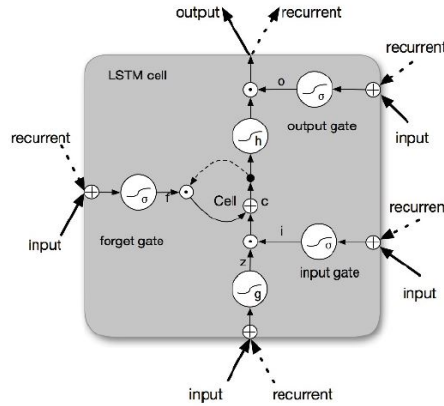 output
recurrent
LSTM cell
o
σ
recurrent
output gate
input
h
recurrent
σ
f
Cell
c
input
forget gate
i
σ
recurrent
input gate
z
input
g
input
recurrent